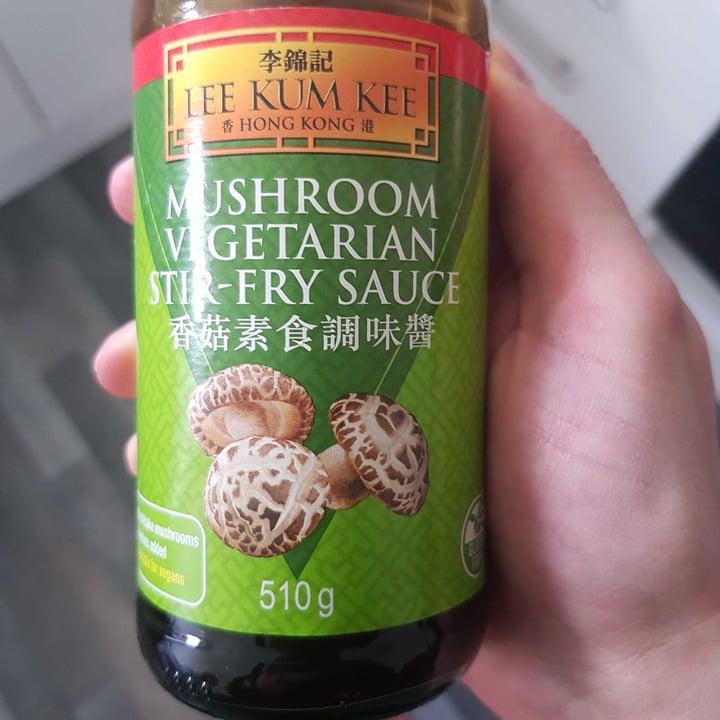 李錦記
LEE KUM KEE
香 HONG KONG 港
MUSHROOM
VEGETARIAN
STIR-FRY SAUCE
香菇素食調味醬
mushrooms
added
for vegans
510g